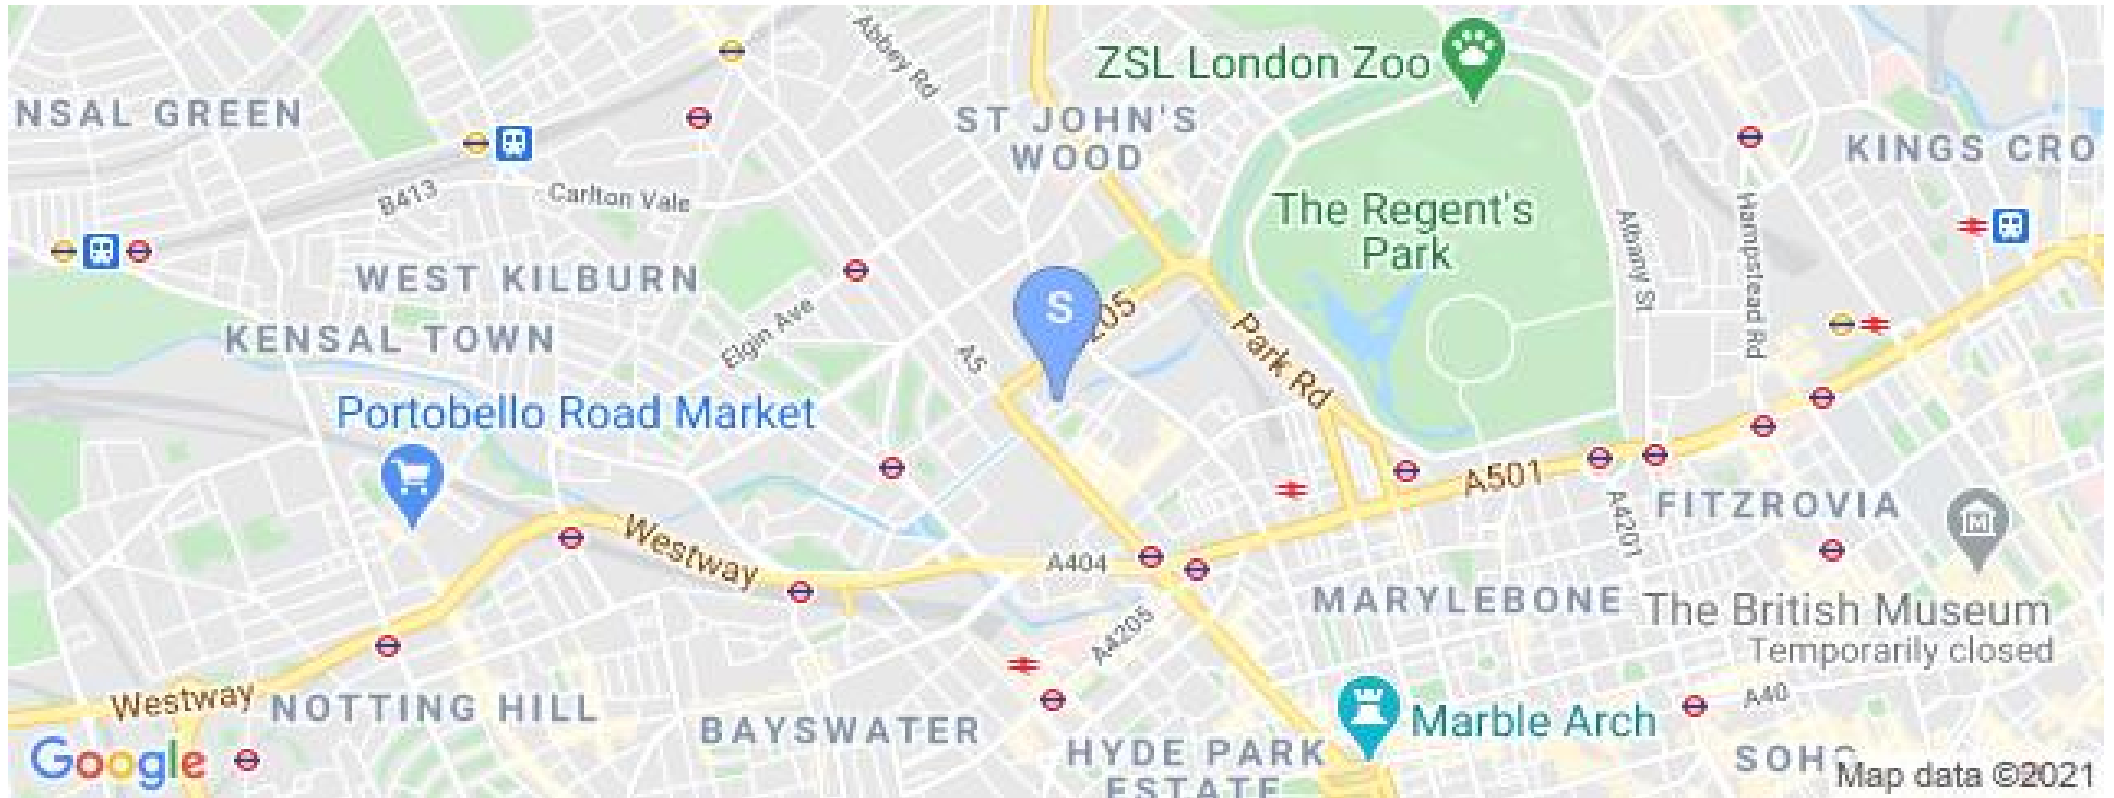 Abbey Rd
ZSL London Zoo
NSAL GREEN
ST JOHN'S
WOOD
KINGS CRO
B413
Carlton Vale
The Regent's
Park
Albany St
Hampstead Rd
WEST KILBURN
S
205
KENSAL TOWN
Elgin Ave
A5
Park Rd
Portobello Road Market
A501
A4201
FITZROVIA
Westway
A404
MARYLEBONE
The British Museum
Temporarily closed
A4205
Westway
NOTTING HILL
BAYSWATER
Marble Arch
A40
HYDE PARK
ESTATE
SOHO
Google
Map data ©2021